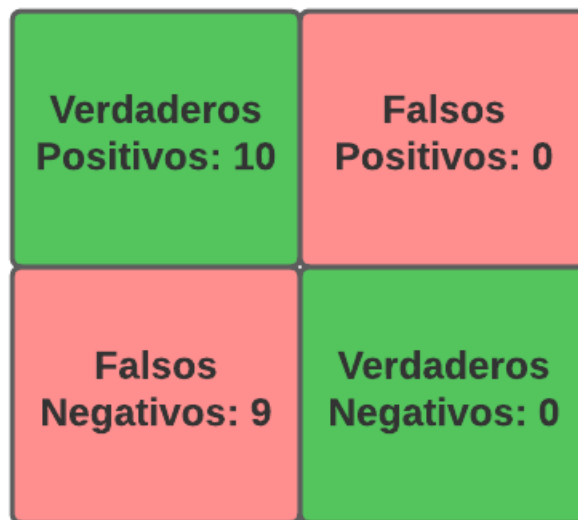 Verdaderos
Positivos: 10
Falsos
Positivos: 0
Falsos
Negativos: 9
Verdaderos
Negativos: 0